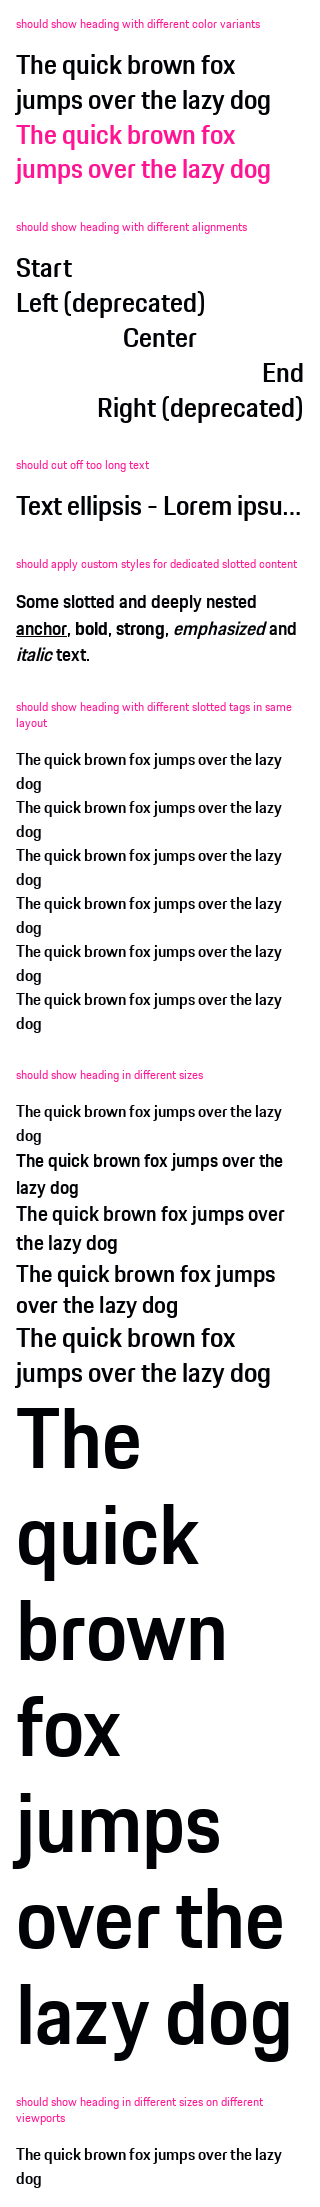 should show heading with different color variants
The quick brown fox
jumps over the lazy dog
The quick brown fox
jumps over the lazy dog
should show heading with different alignments
Start
Left (deprecated)
Center
End
Right (deprecated)
should cut off too long text
Text ellipsis - Lorem ipsu...
should apply custom styles for dedicated slotted content
Some slotted and deeply nested
anchor, bold, strong, emphasized and
italic text.
should show heading with different slotted tags in same
layout
The quick brown fox jumps over the lazy
dog
The quick brown fox jumps over the lazy
dog
The quick brown fox jumps over the lazy
dog
The quick brown fox jumps over the lazy
dog
The quick brown fox jumps over the lazy
dog
The quick brown fox jumps over the lazy
dog
should show heading in different sizes
The quick brown fox jumps over the lazy
dog
The quick brown fox jumps over the
lazy dog
The quick brown fox jumps over
the lazy dog
The quick brown fox jumps
over the lazy dog
The quick brown fox
jumps over the lazy dog
The
quick
brown
fox
jumps
over the
lazy dog
should show heading in different sizes on different
viewports
The quick brown fox jumps over the lazy
dog